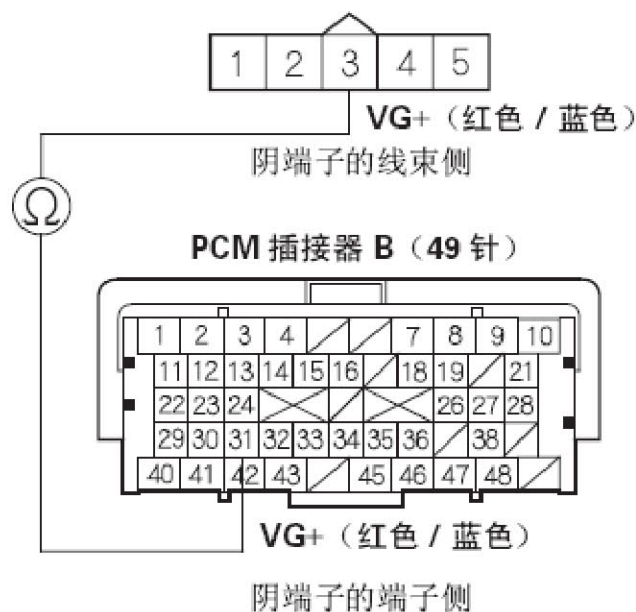 1 2 3 4 5
VG+（红色 / 蓝色）
阴端子的线束侧
Ω
PCM 插接器 B（49 针）
1 2 3 4 7 8 9 10
11 12 13 14 15 16 18 19 21
22 23 24 26 27 28
29 30 31 32 33 34 35 36 38
40 41 42 43 45 46 47 48
VG+（红色 / 蓝色）
阴端子的端子侧